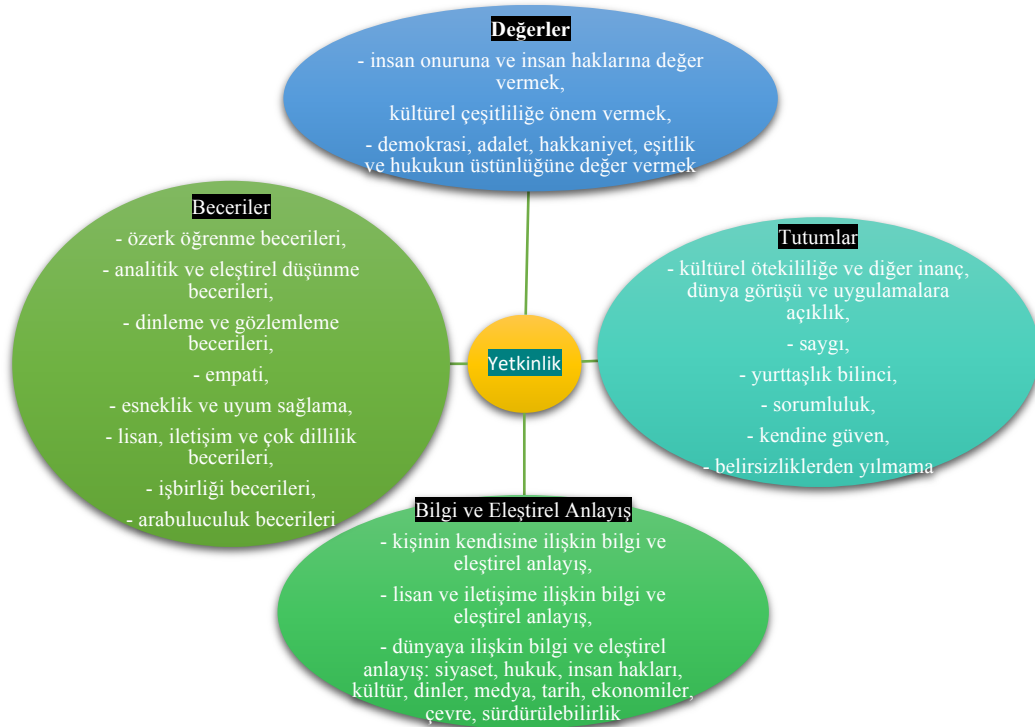 Değerler
- insan onuruna ve insan haklarına değer
vermek,
kültürel çeşitliliğe önem vermek,
- demokrasi, adalet, hakkaniyet, eşitlik
ve hukukun üstünlüğüne değer vermek
Beceriler
- özerk öğrenme becerileri,
- analitik ve eleştirel düşünme
becerileri,
- dinleme ve gözlemleme
becerileri,
- empati,
- esneklik ve uyum sağlama,
- lisan, iletişim ve çok dillilik
becerileri,
- işbirliği becerileri,
- arabuluculuk becerileri
Yetkinlik
Tutumlar
- kültürel ötekililiğe ve diğer inanç,
dünya görüşü ve uygulamalara
açıklık,
- saygı,
- yurttaşlık bilinci,
- sorumluluk,
- kendine güven,
- belirsizliklerden yılmama
Bilgi ve Eleştirel Anlayış
- kişinin kendisine ilişkin bilgi ve
eleştirel anlayış,
- lisan ve iletişime ilişkin bilgi ve
eleştirel anlayış,
- dünyaya ilişkin bilgi ve eleştirel
anlayış: siyaset, hukuk, insan hakları,
kültür, dinler, medya, tarih, ekonomiler,
çevre, sürdürülebilirlik